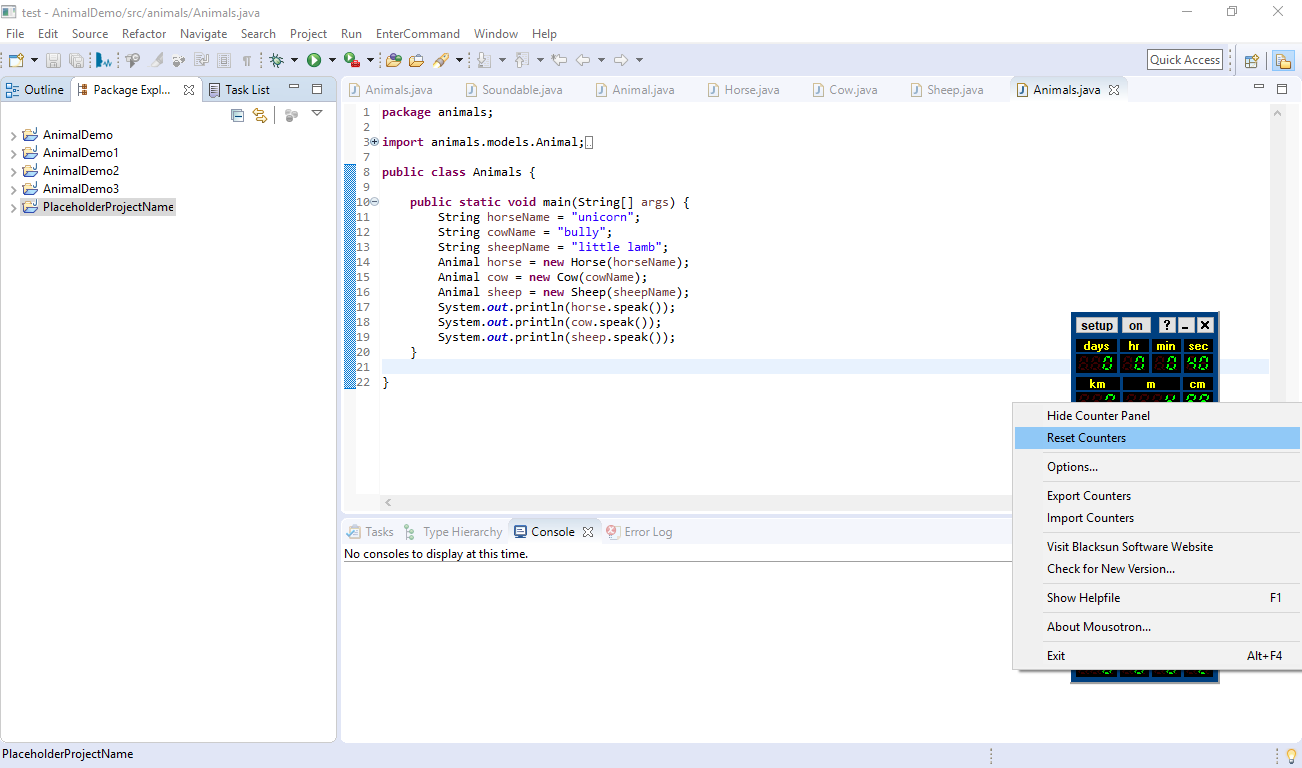 test - AnimalDemo/src/animals/Animals.java
File Edit Source Refactor Navigate Search Project Run EnterCommand Window Help
Quick Access
Outline Package Expl... Task List
AnimalDemo
AnimalDemo1
AnimalDemo2
AnimalDemo3
PlaceholderProjectName
Animals.java Soundable.java Animal.java Horse.java Cow.java Sheep.java Animals.java
1 package animals;
2
3 import animals.models.Animal;
7
8 public class Animals {
9
10 public static void main(String[] args) {
11 String horseName = "unicorn";
12 String cowName = "bully";
13 String sheepName = "little lamb";
14 Animal horse = new Horse(horseName);
15 Animal cow = new Cow(cowName);
16 Animal sheep = new Sheep(sheepName);
17 System.out.println(horse.speak());
18 System.out.println(cow.speak());
19 System.out.println(sheep.speak());
20 }
21
22 }
setup on ?
days hr min sec
0 0 0 40
km m cm
Hide Counter Panel
Reset Counters
Options...
Export Counters
Import Counters
Visit Blacksun Software Website
Check for New Version...
Show Helpfile F1
About Mousotron...
Exit Alt+F4
Tasks Type Hierarchy Console Error Log
No consoles to display at this time.
PlaceholderProjectName